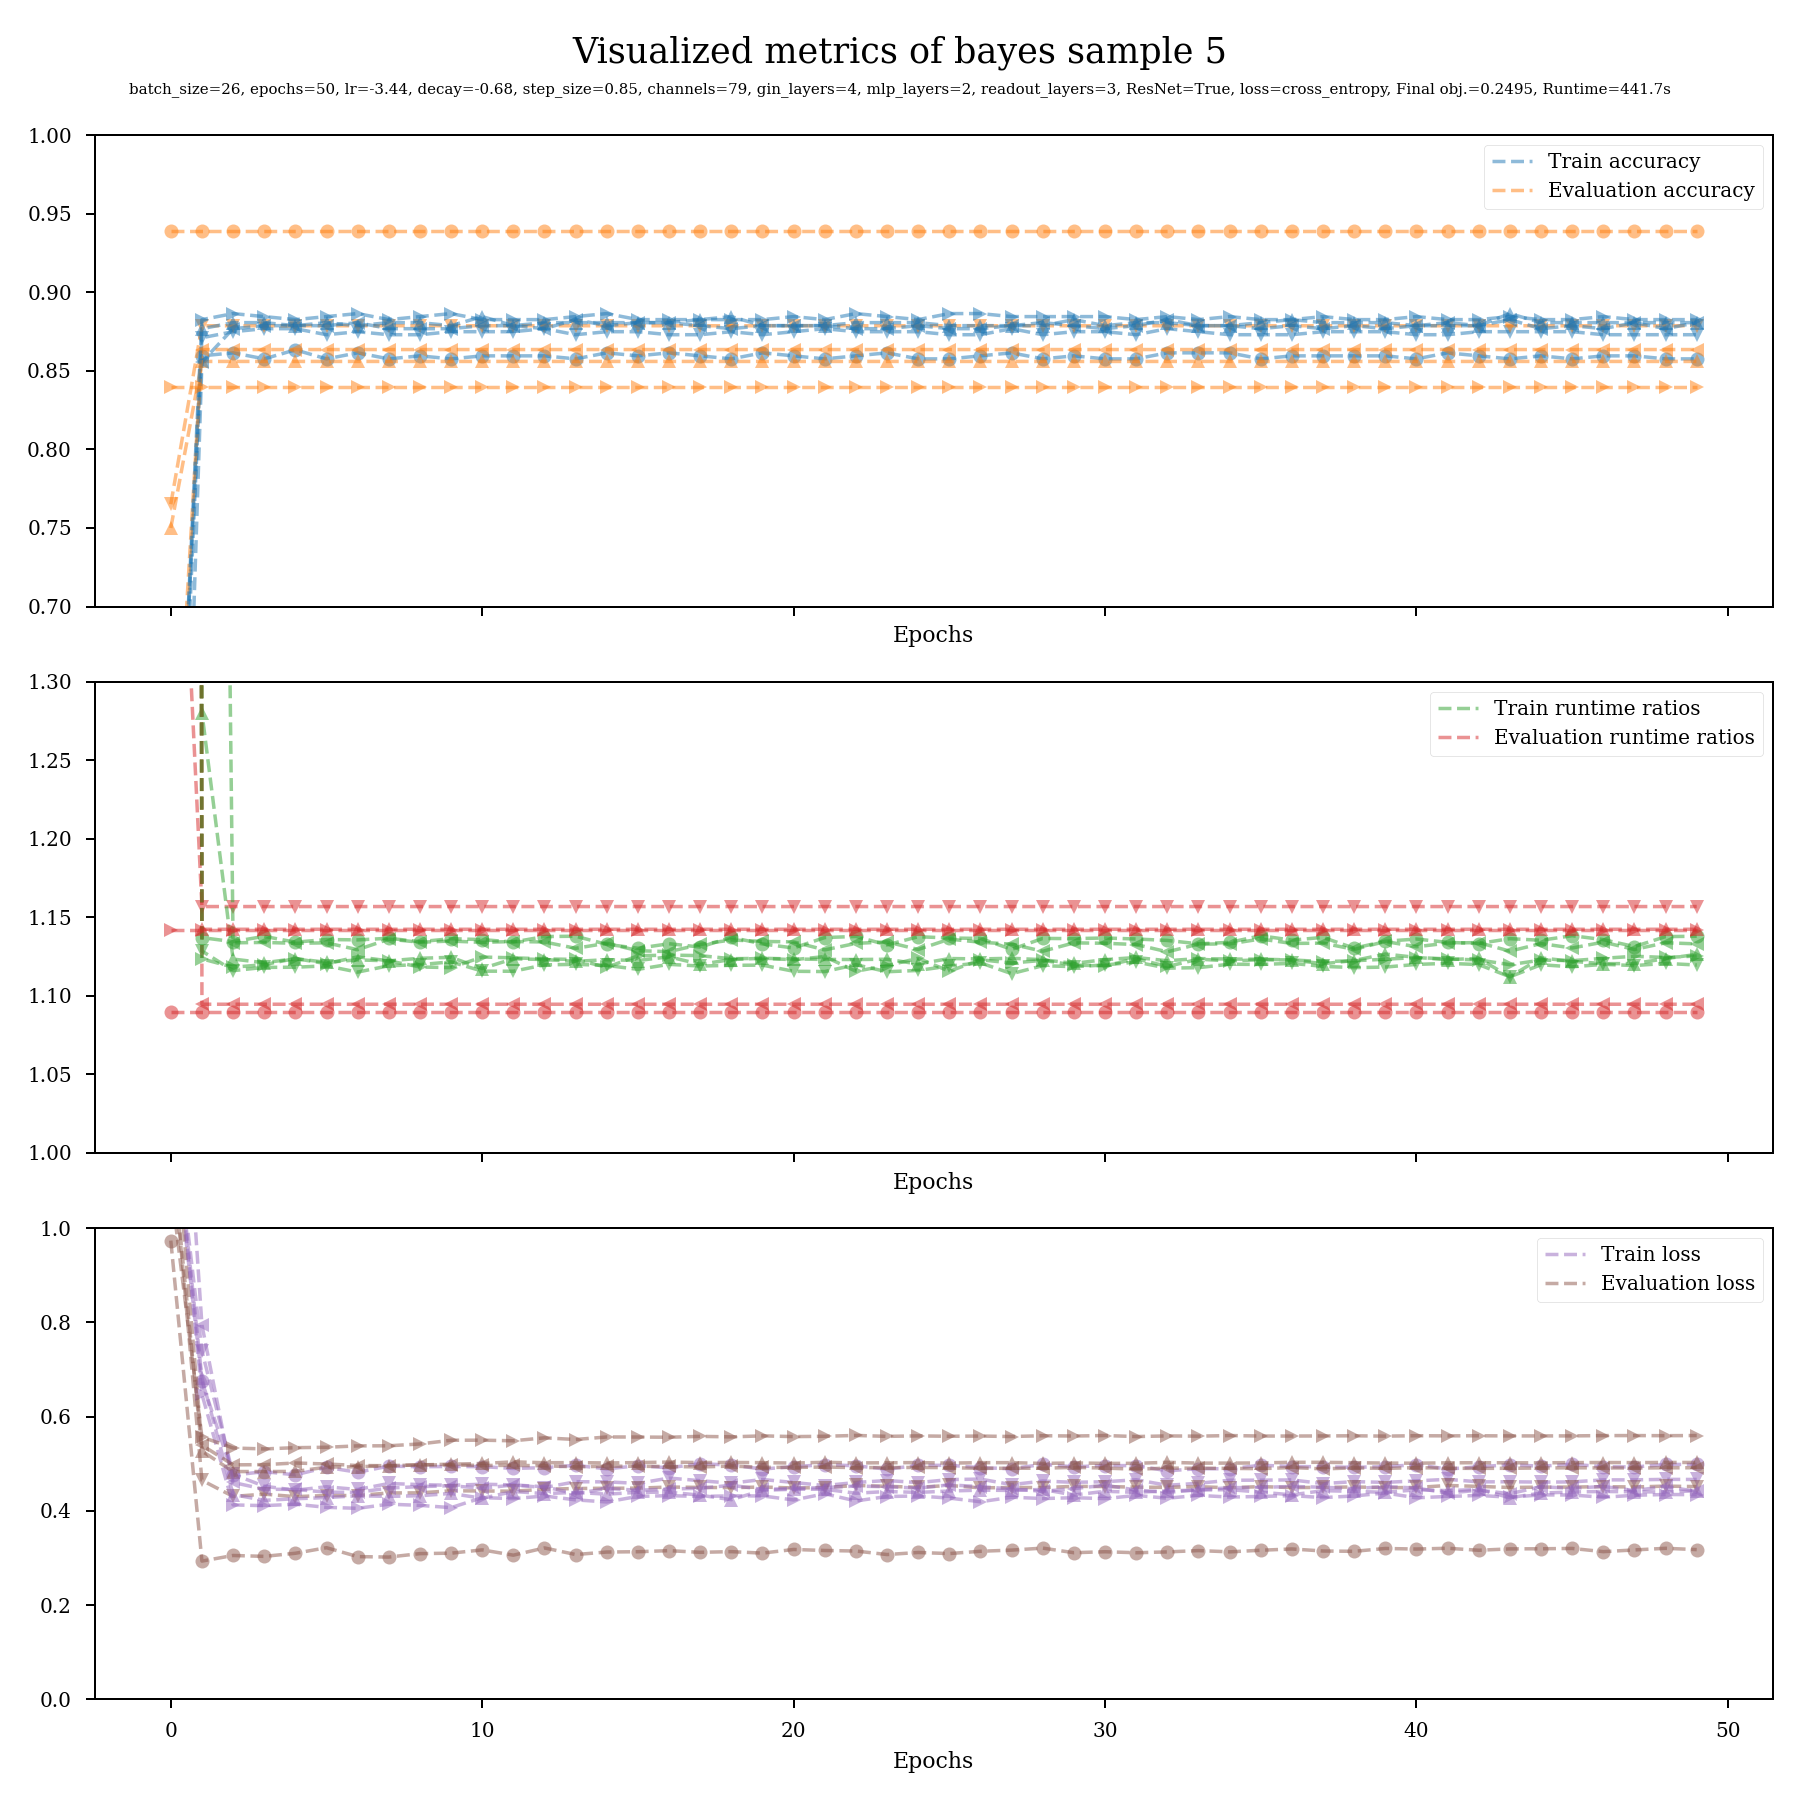 Visualized metrics of bayes sample 5
batch_size=26, epochs=50, lr=-3.44, decay=-0.68, step_size=0.85, channels=79, gin_layers=4, mlp_layers=2, readout_layers=3, ResNet=True, loss=cross_entropy, Final obj.=0.2495, Runtime=441.7s
1.00
0.95
0.90
0.85
0.80
0.75
0.70
Train accuracy
Evaluation accuracy
Epochs
1.30
1.25
1.20
1.15
1.10
1.05
1.00
Train runtime ratios
Evaluation runtime ratios
Epochs
1.0
0.8
0.6
0.4
0.2
0.0
Train loss
Evaluation loss
0 10 20 30 40 50
Epochs